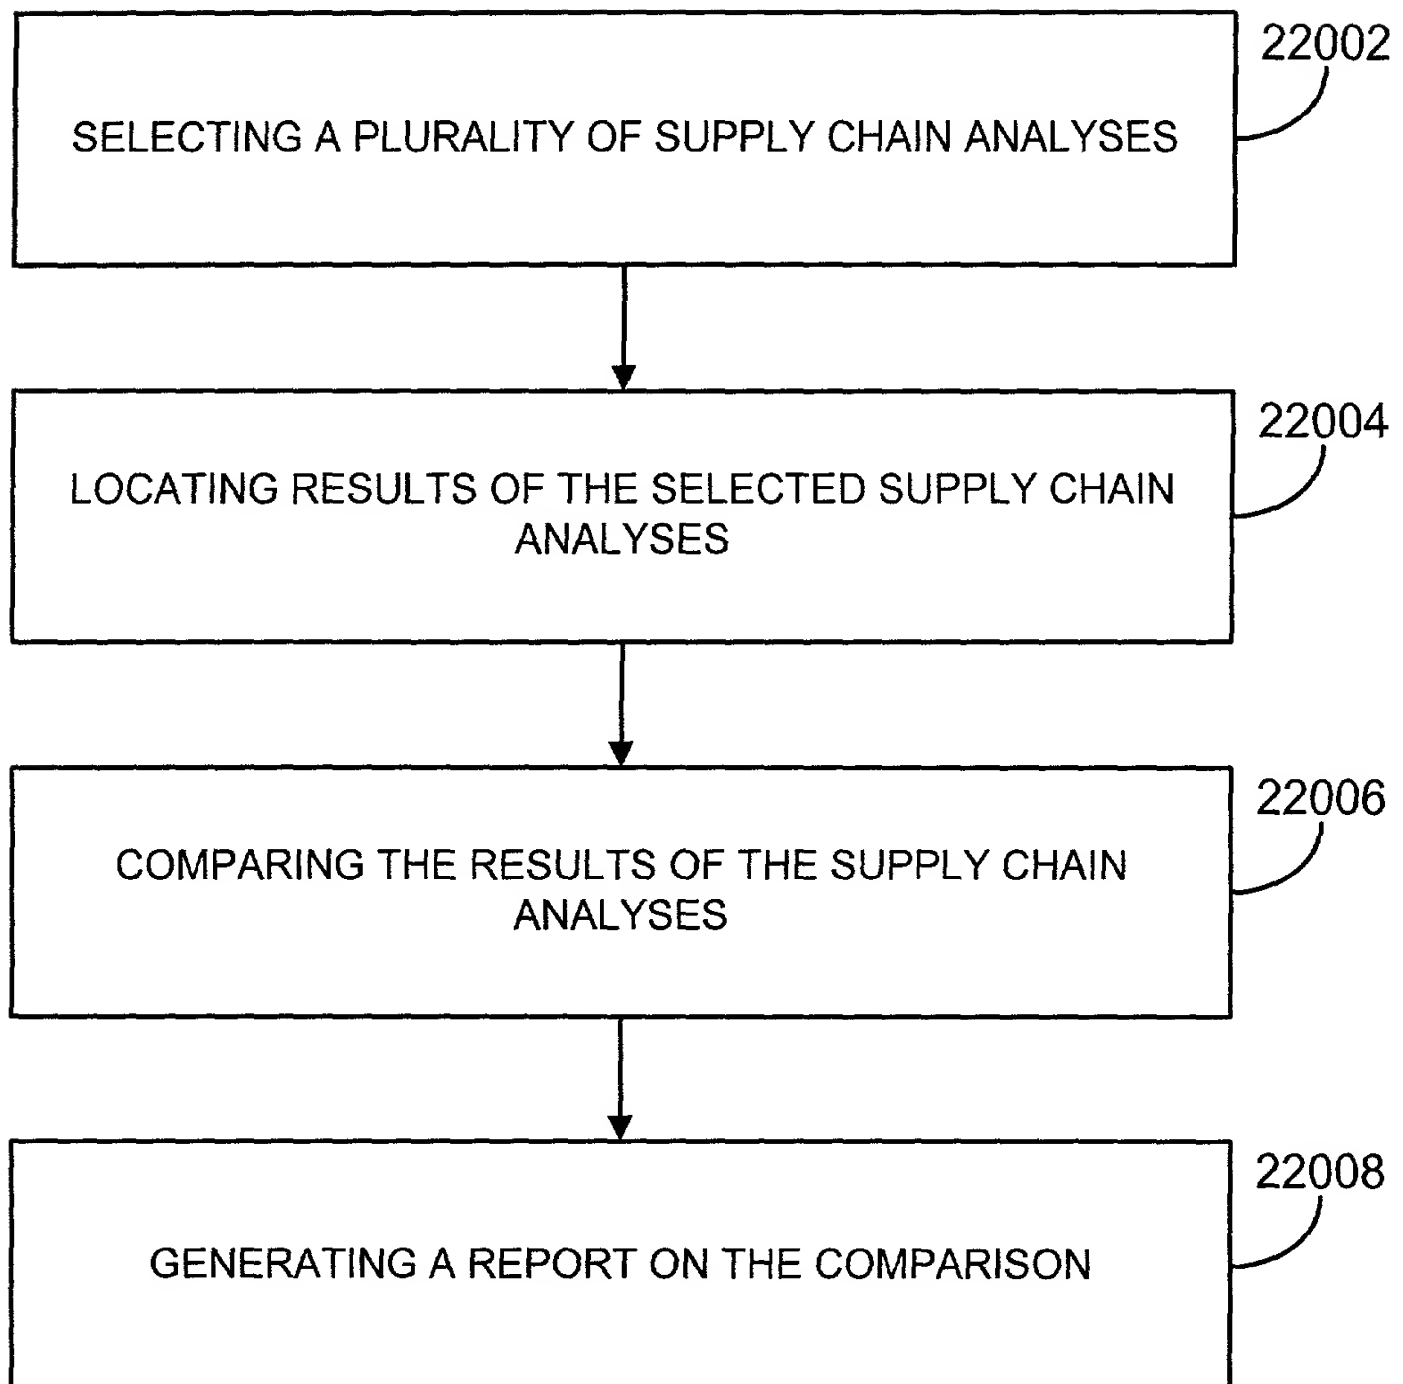 22002
SELECTING A PLURALITY OF SUPPLY CHAIN ANALYSES
22004
LOCATING RESULTS OF THE SELECTED SUPPLY CHAIN
ANALYSES
22006
COMPARING THE RESULTS OF THE SUPPLY CHAIN
ANALYSES
22008
GENERATING A REPORT ON THE COMPARISON